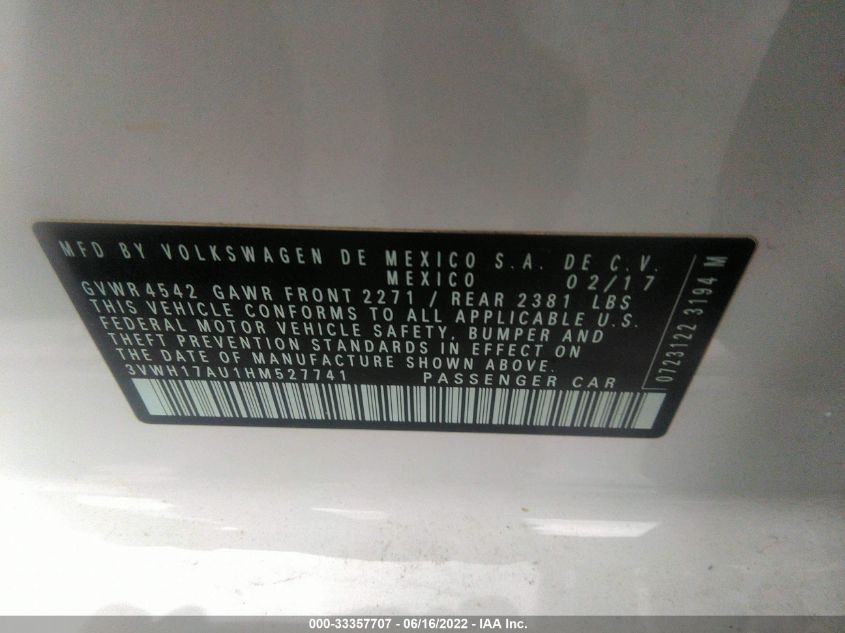 MFD BY VOLKSWAGEN DE MEXICO S.A. DE C.V.
MEXICO 02/17
GVWR4542 GAWR FRONT 2271 / REAR 2381 LBS
THIS VEHICLE CONFORMS TO ALL APPLICABLE U.S.
FEDERAL MOTOR VEHICLE SAFETY, BUMPER AND
THEFT PREVENTION STANDARDS IN EFFECT ON
THE DATE OF MANUFACTURE SHOWN ABOVE.
3VWH17AU1HM527741 PASSENGER CAR
0723122 3194 M
000-33357707 - 06/16/2022 - IAA Inc.